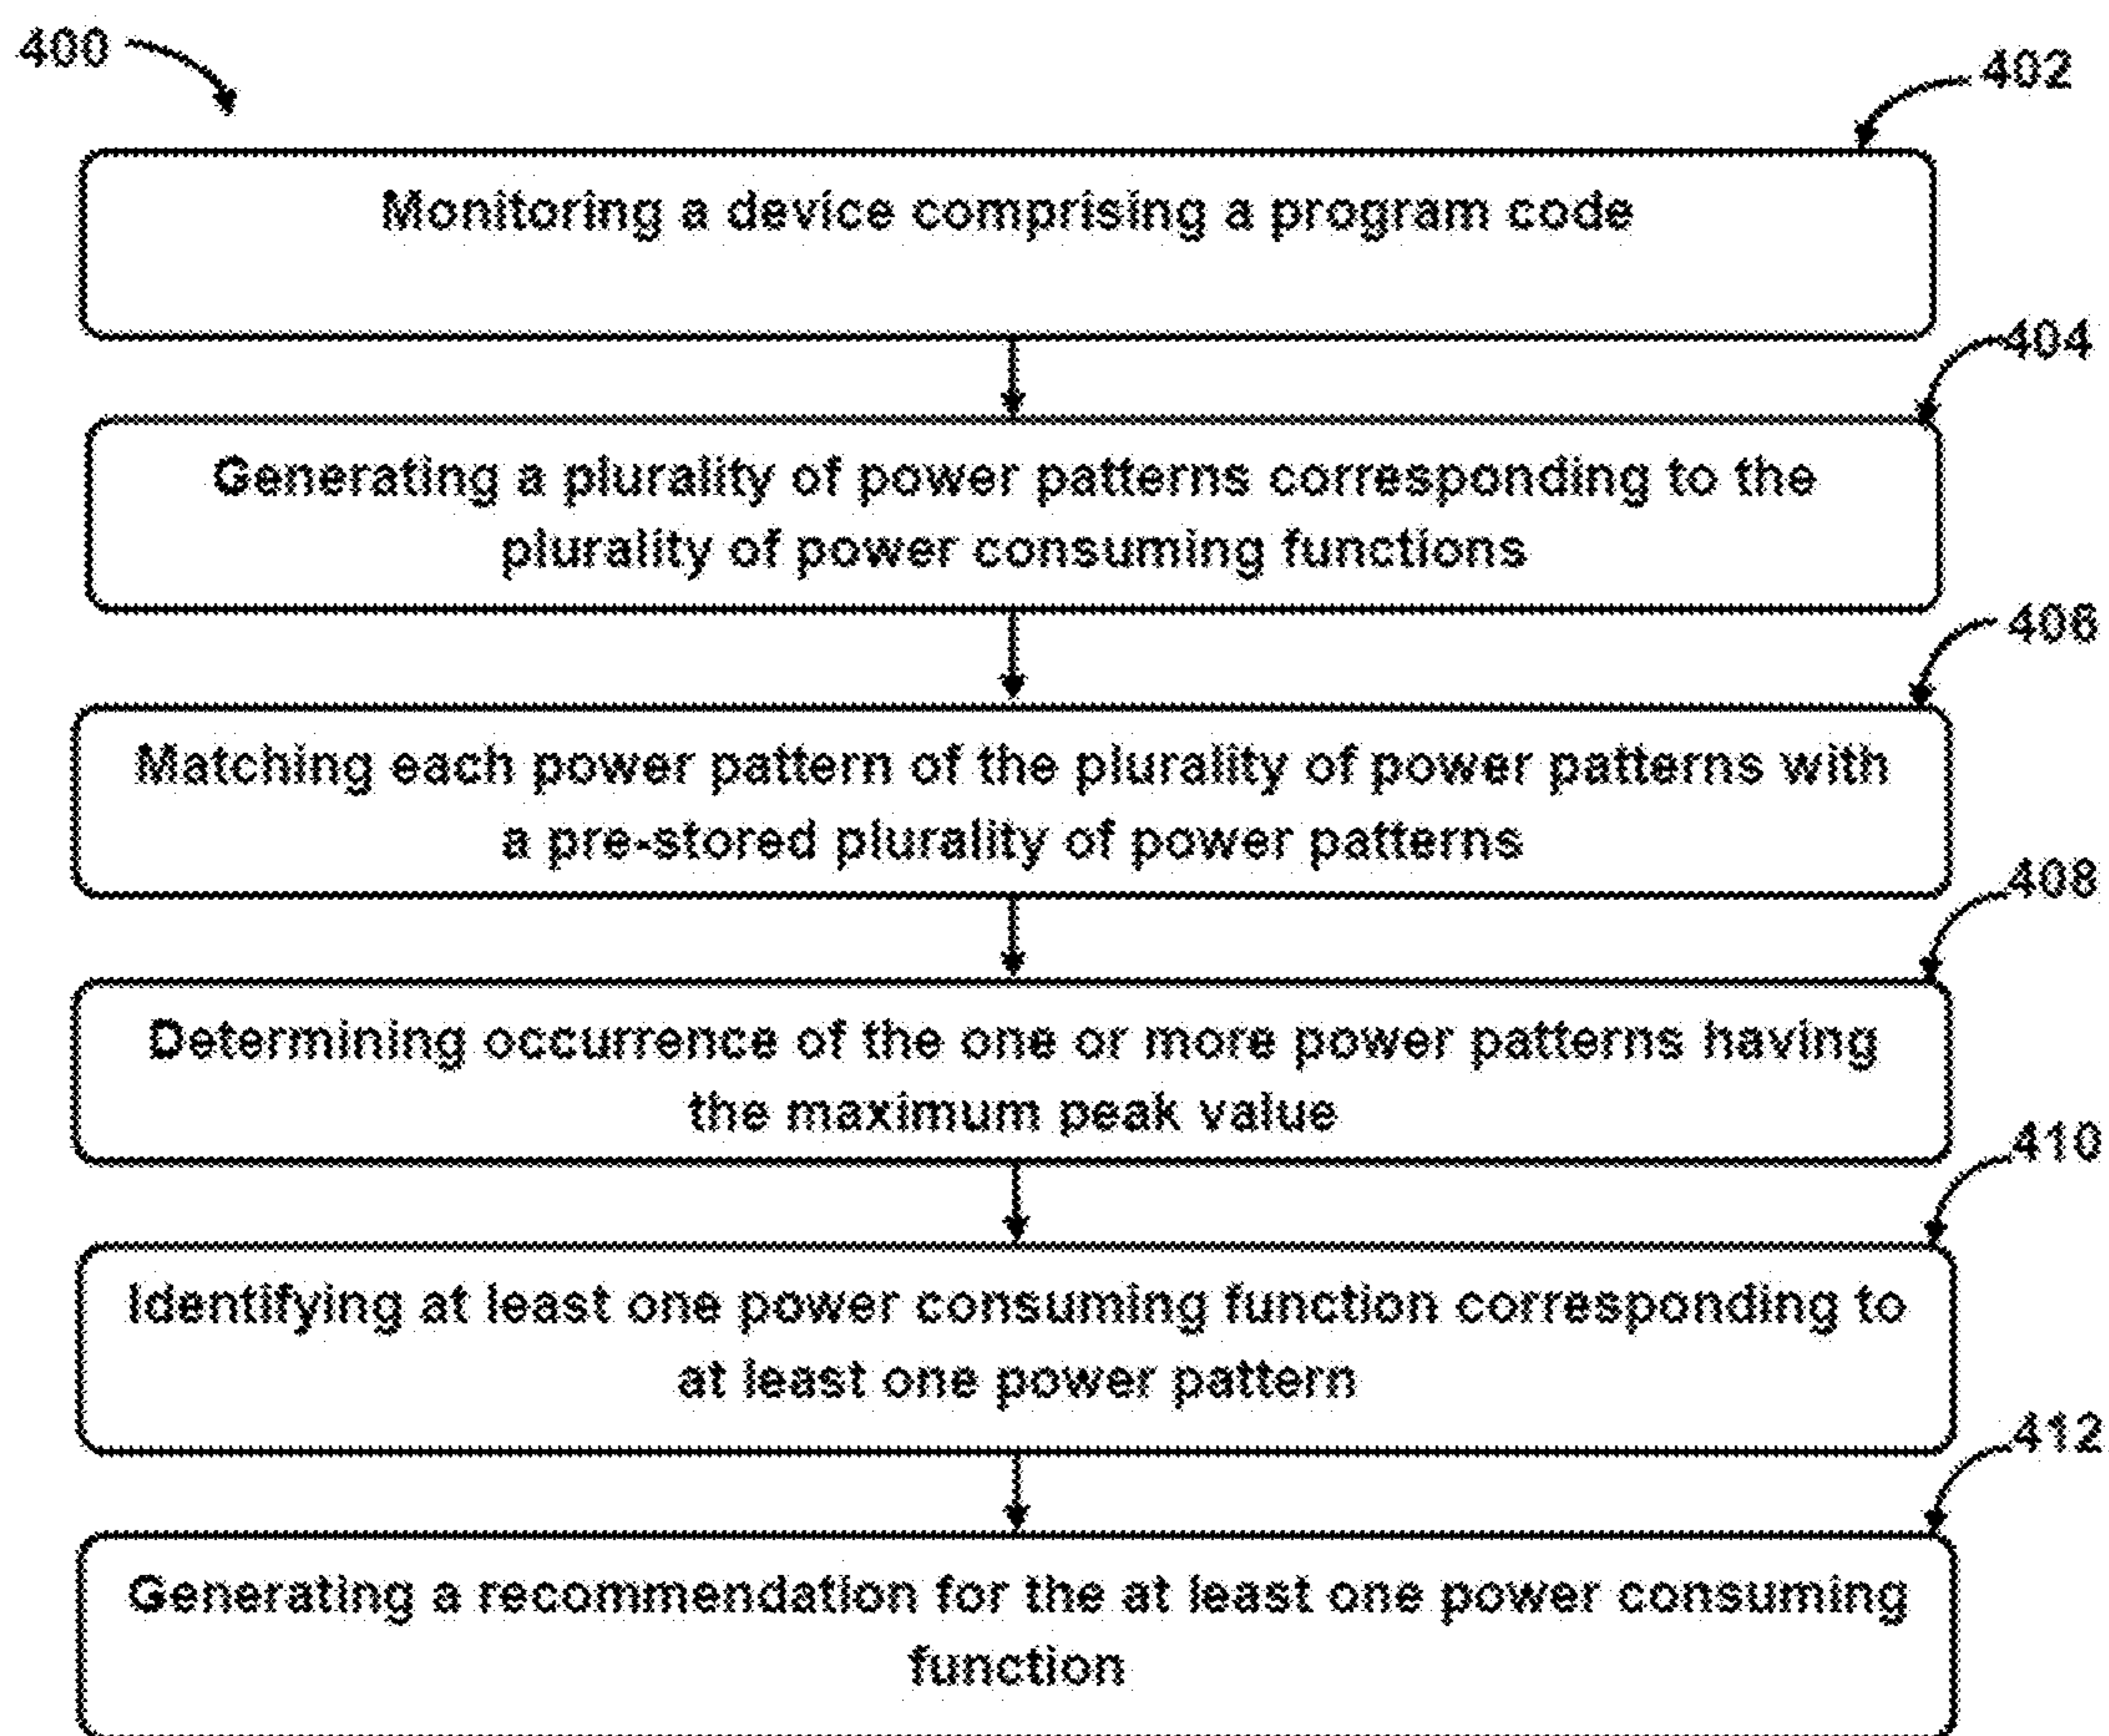 400
402
Monitoring a device comprising a program code
404
Generating a plurality of power patterns corresponding to the
plurality of power consuming functions
406
Matching each power pattern of the plurality of power patterns with
a pre-stored plurality of power patterns
408
Determining occurrence of the one or more power patterns having
the maximum peak value
410
Identifying at least one power consuming function corresponding to
at least one power pattern
412
Generating a recommendation for the at least one power consuming
function